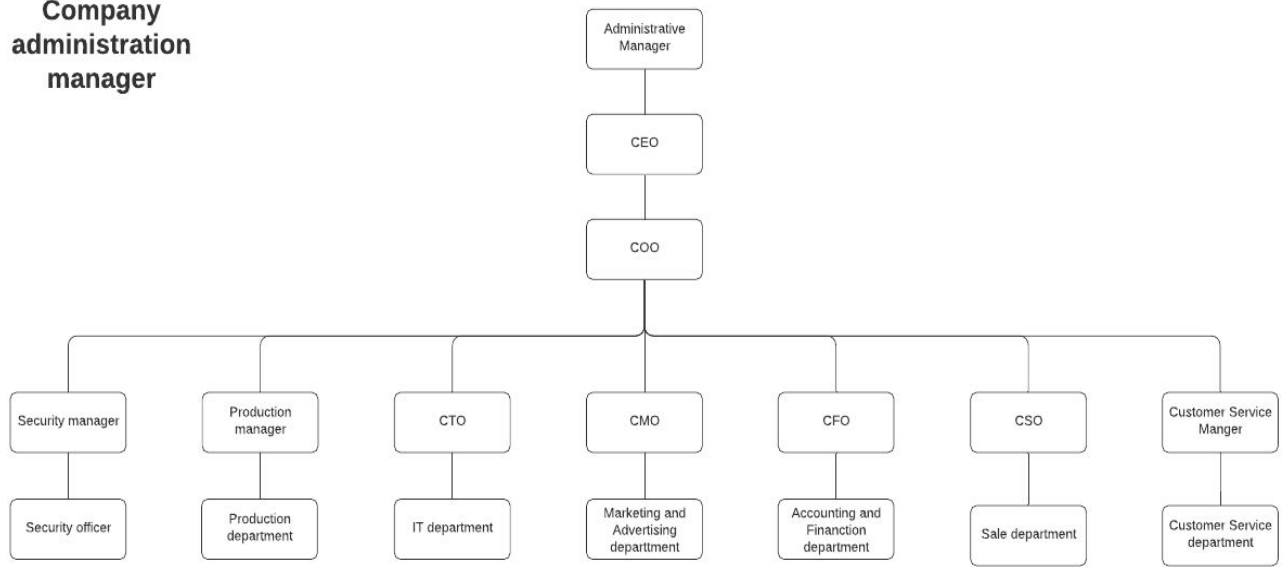 Company
administration
manager
Administrative
Manager
CEO
COO
Security manager
Production
manager
CTO
CMO
CFO
CSO
Customer Service
Manger
Security officer
Production
department
IT department
Marketing and
Advertising
departtment
Accounting and
Finanction
department
Sale department
Customer Service
department